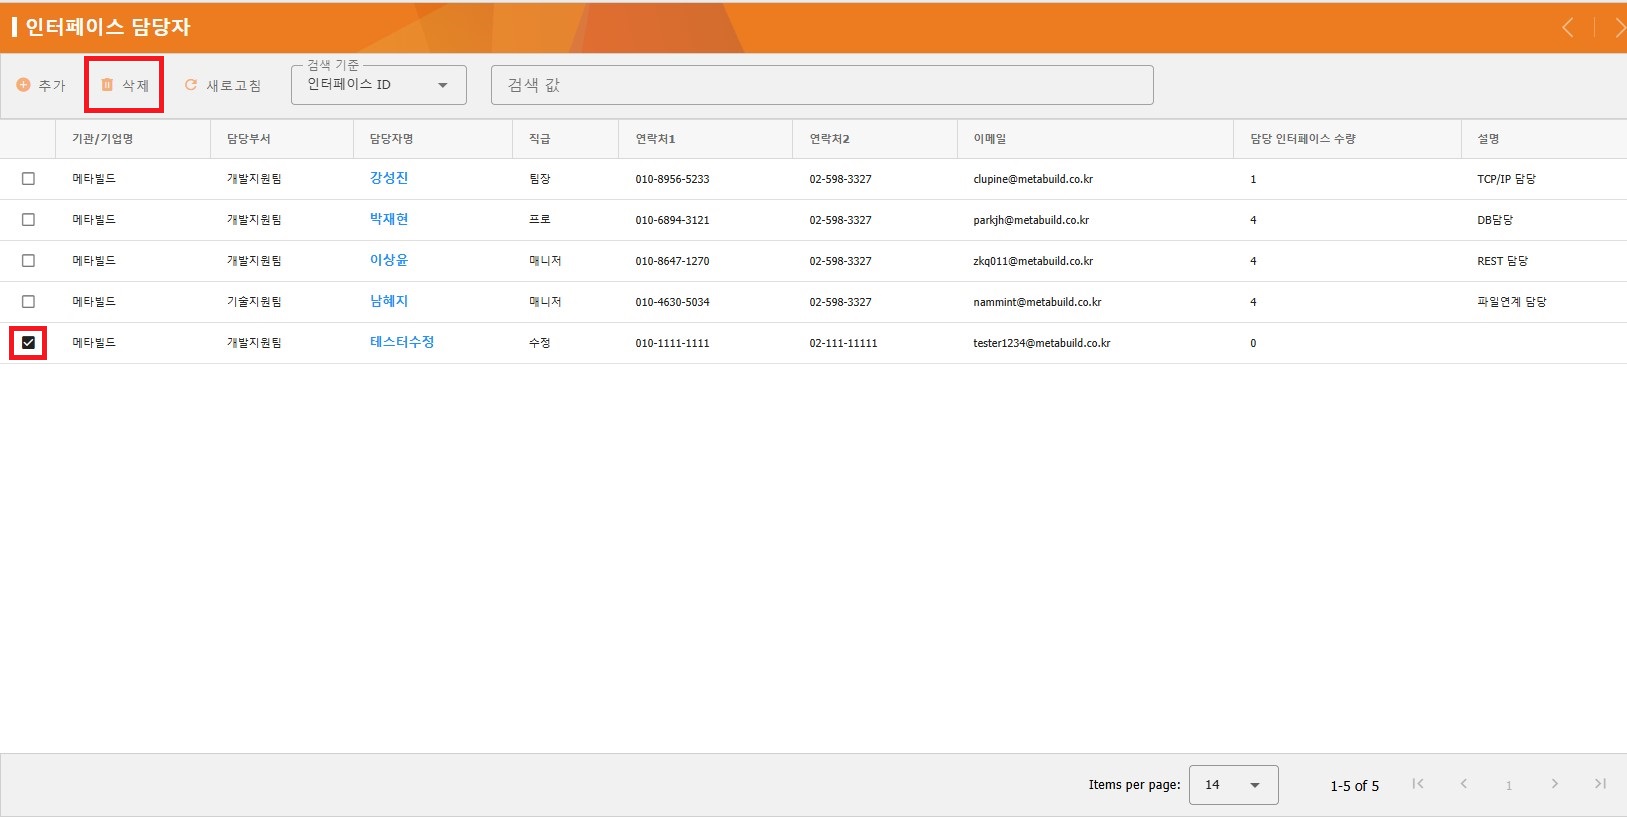 인터페이스 담당자
추가 삭제 새로고침 검색 기준 인터페이스 ID 검색 값
기관/기업명 담당부서 담당자명 직급 연락처1 연락처2 이메일 담당 인터페이스 수량 설명
메타빌드 개발지원팀 강성진 팀장 010-8956-5233 02-598-3327 clupine@metabuild.co.kr 1 TCP/IP 담당
메타빌드 개발지원팀 박재현 프로 010-6894-3121 02-598-3327 parkjh@metabuild.co.kr 4 DB담당
메타빌드 개발지원팀 이상윤 매니저 010-8647-1270 02-598-3327 zkq011@metabuild.co.kr 4 REST 담당
메타빌드 기술지원팀 남혜지 매니저 010-4630-5034 02-598-3327 nammint@metabuild.co.kr 4 파일연계 담당
메타빌드 개발지원팀 테스터수정 수정 010-1111-1111 02-111-11111 tester1234@metabuild.co.kr 0
Items per page: 14 1-5 of 5 1